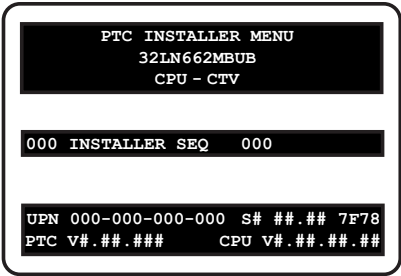 PTC INSTALLER MENU
32LN662MBUB
CPU - CTV
000 INSTALLER SEQ 000
UPN 000-000-000-000 S# ##.## 7F78
PTC V#.##.### CPU V#.##.##.##